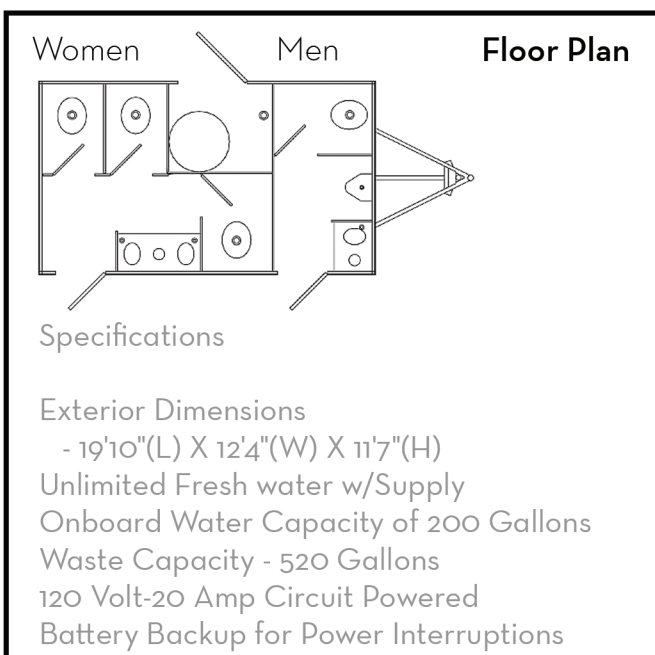 Women Men Floor Plan
Specifications
Exterior Dimensions
- 19'10"(L) X 12'4"(W) X 11'7"(H)
Unlimited Fresh water w/Supply
Onboard Water Capacity of 200 Gallons
Waste Capacity - 520 Gallons
120 Volt-20 Amp Circuit Powered
Battery Backup for Power Interruptions